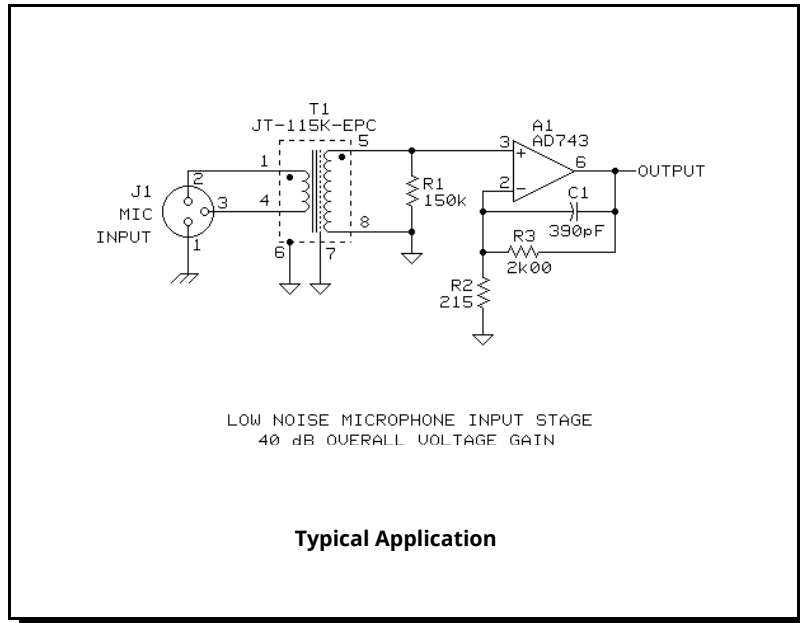 T1
JT-115K-EPC
5
A1
AD743
3
+
6
OUTPUT
1
2
J1
MIC
INPUT
3
4
R1
150k
2
−
C1
390pF
8
1
6
7
R3
2k00
R2
215
LOW NOISE MICROPHONE INPUT STAGE
40 dB OVERALL VOLTAGE GAIN
Typical Application